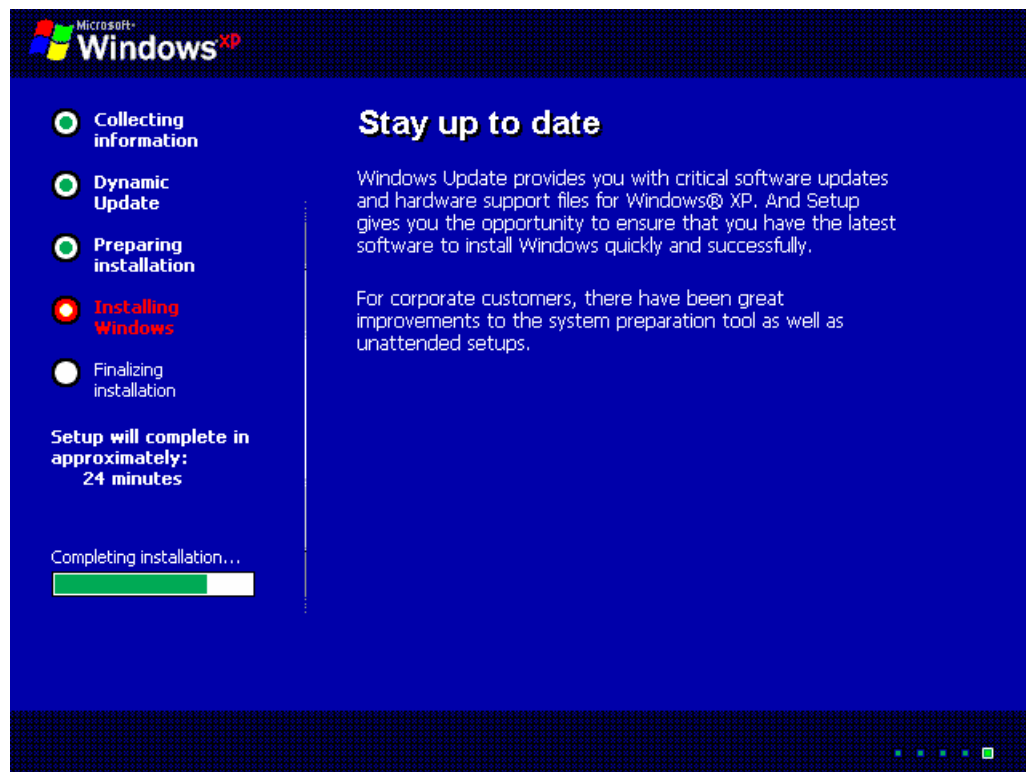 Microsoft®
Windows XP
Collecting
information
Dynamic
Update
Preparing
installation
Installing
Windows
Finalizing
installation
Setup will complete in
approximately:
24 minutes
Completing installation...
Stay up to date
Windows Update provides you with critical software updates
and hardware support files for Windows® XP. And Setup
gives you the opportunity to ensure that you have the latest
software to install Windows quickly and successfully.
For corporate customers, there have been great
improvements to the system preparation tool as well as
unattended setups.